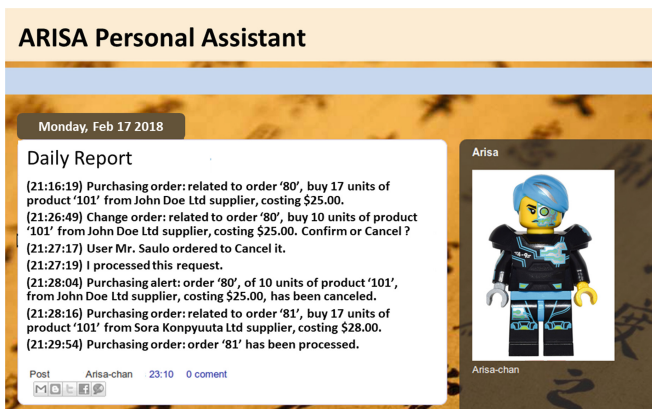 ARISA Personal Assistant
Monday, Feb 17 2018
Daily Report
(21:16:19) Purchasing order: related to order ‘80’, buy 17 units of
product ‘101’ from John Doe Ltd supplier, costing $25.00.
(21:26:49) Change order: related to order ‘80’, buy 10 units of product
‘101’ from John Doe Ltd supplier, costing $25.00. Confirm or Cancel ?
(21:27:17) User Mr. Saulo ordered to Cancel it.
(21:27:19) I processed this request.
(21:28:04) Purchasing alert: order ‘80’, of 10 units of product ‘101’,
from John Doe Ltd supplier, costing $25.00, has been canceled.
(21:28:16) Purchasing order: related to order ‘81’, buy 17 units of
product ‘101’ from Sora Konpyuuta Ltd supplier, costing $28.00.
(21:29:54) Purchasing order: order ‘81’ has been processed.
Post Arisa-chan 23:10 0 coment
Arisa
Arisa-chan